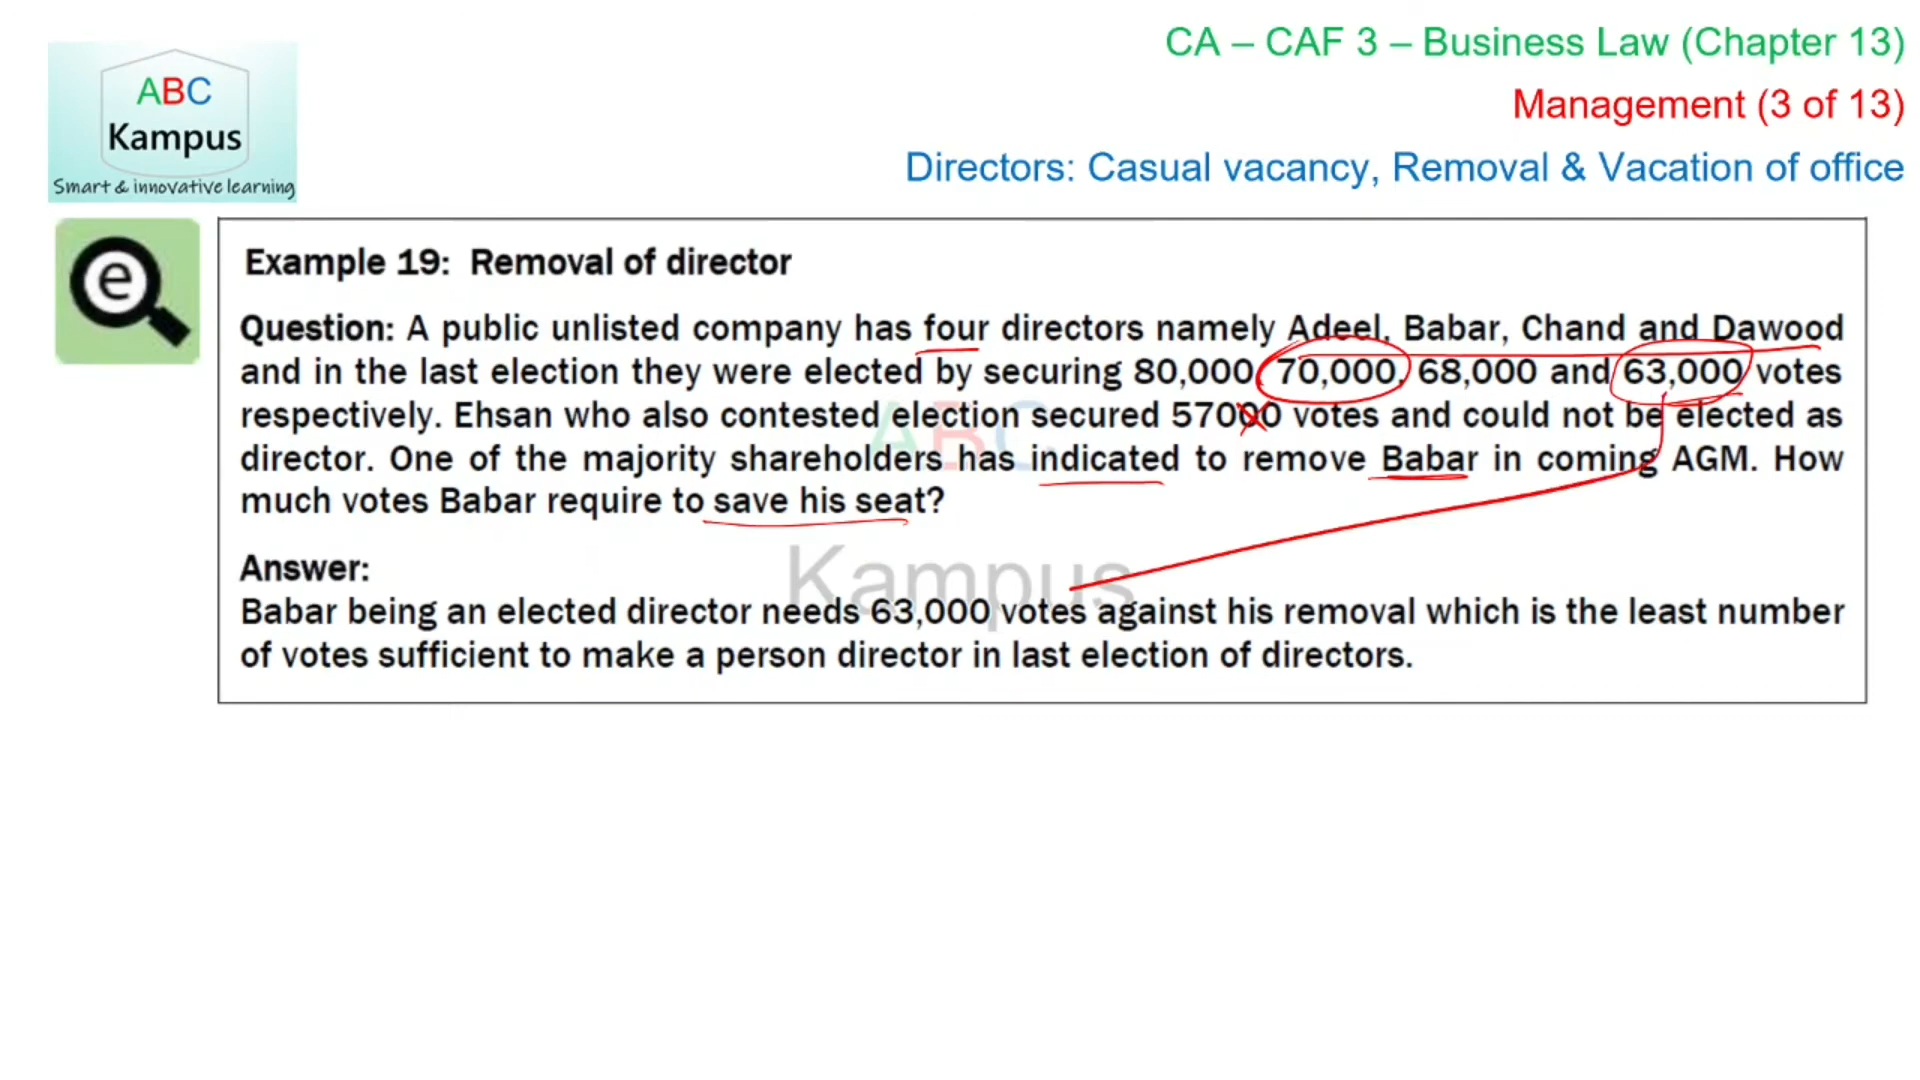 CA – CAF 3 – Business Law (Chapter 13)
ABC
Kampus
Smart & innovative learning
Management (3 of 13)
Directors: Casual vacancy, Removal & Vacation of office
e
Example 19: Removal of director
Question: A public unlisted company has four directors namely Adeel, Babar, Chand and Dawood
and in the last election they were elected by securing 80,000, 70,000, 68,000 and 63,000 votes
respectively. Ehsan who also contested election secured 57000 votes and could not be elected as
director. One of the majority shareholders has indicated to remove Babar in coming AGM. How
much votes Babar require to save his seat?
ABC
Kampus
Answer:
Babar being an elected director needs 63,000 votes against his removal which is the least number
of votes sufficient to make a person director in last election of directors.